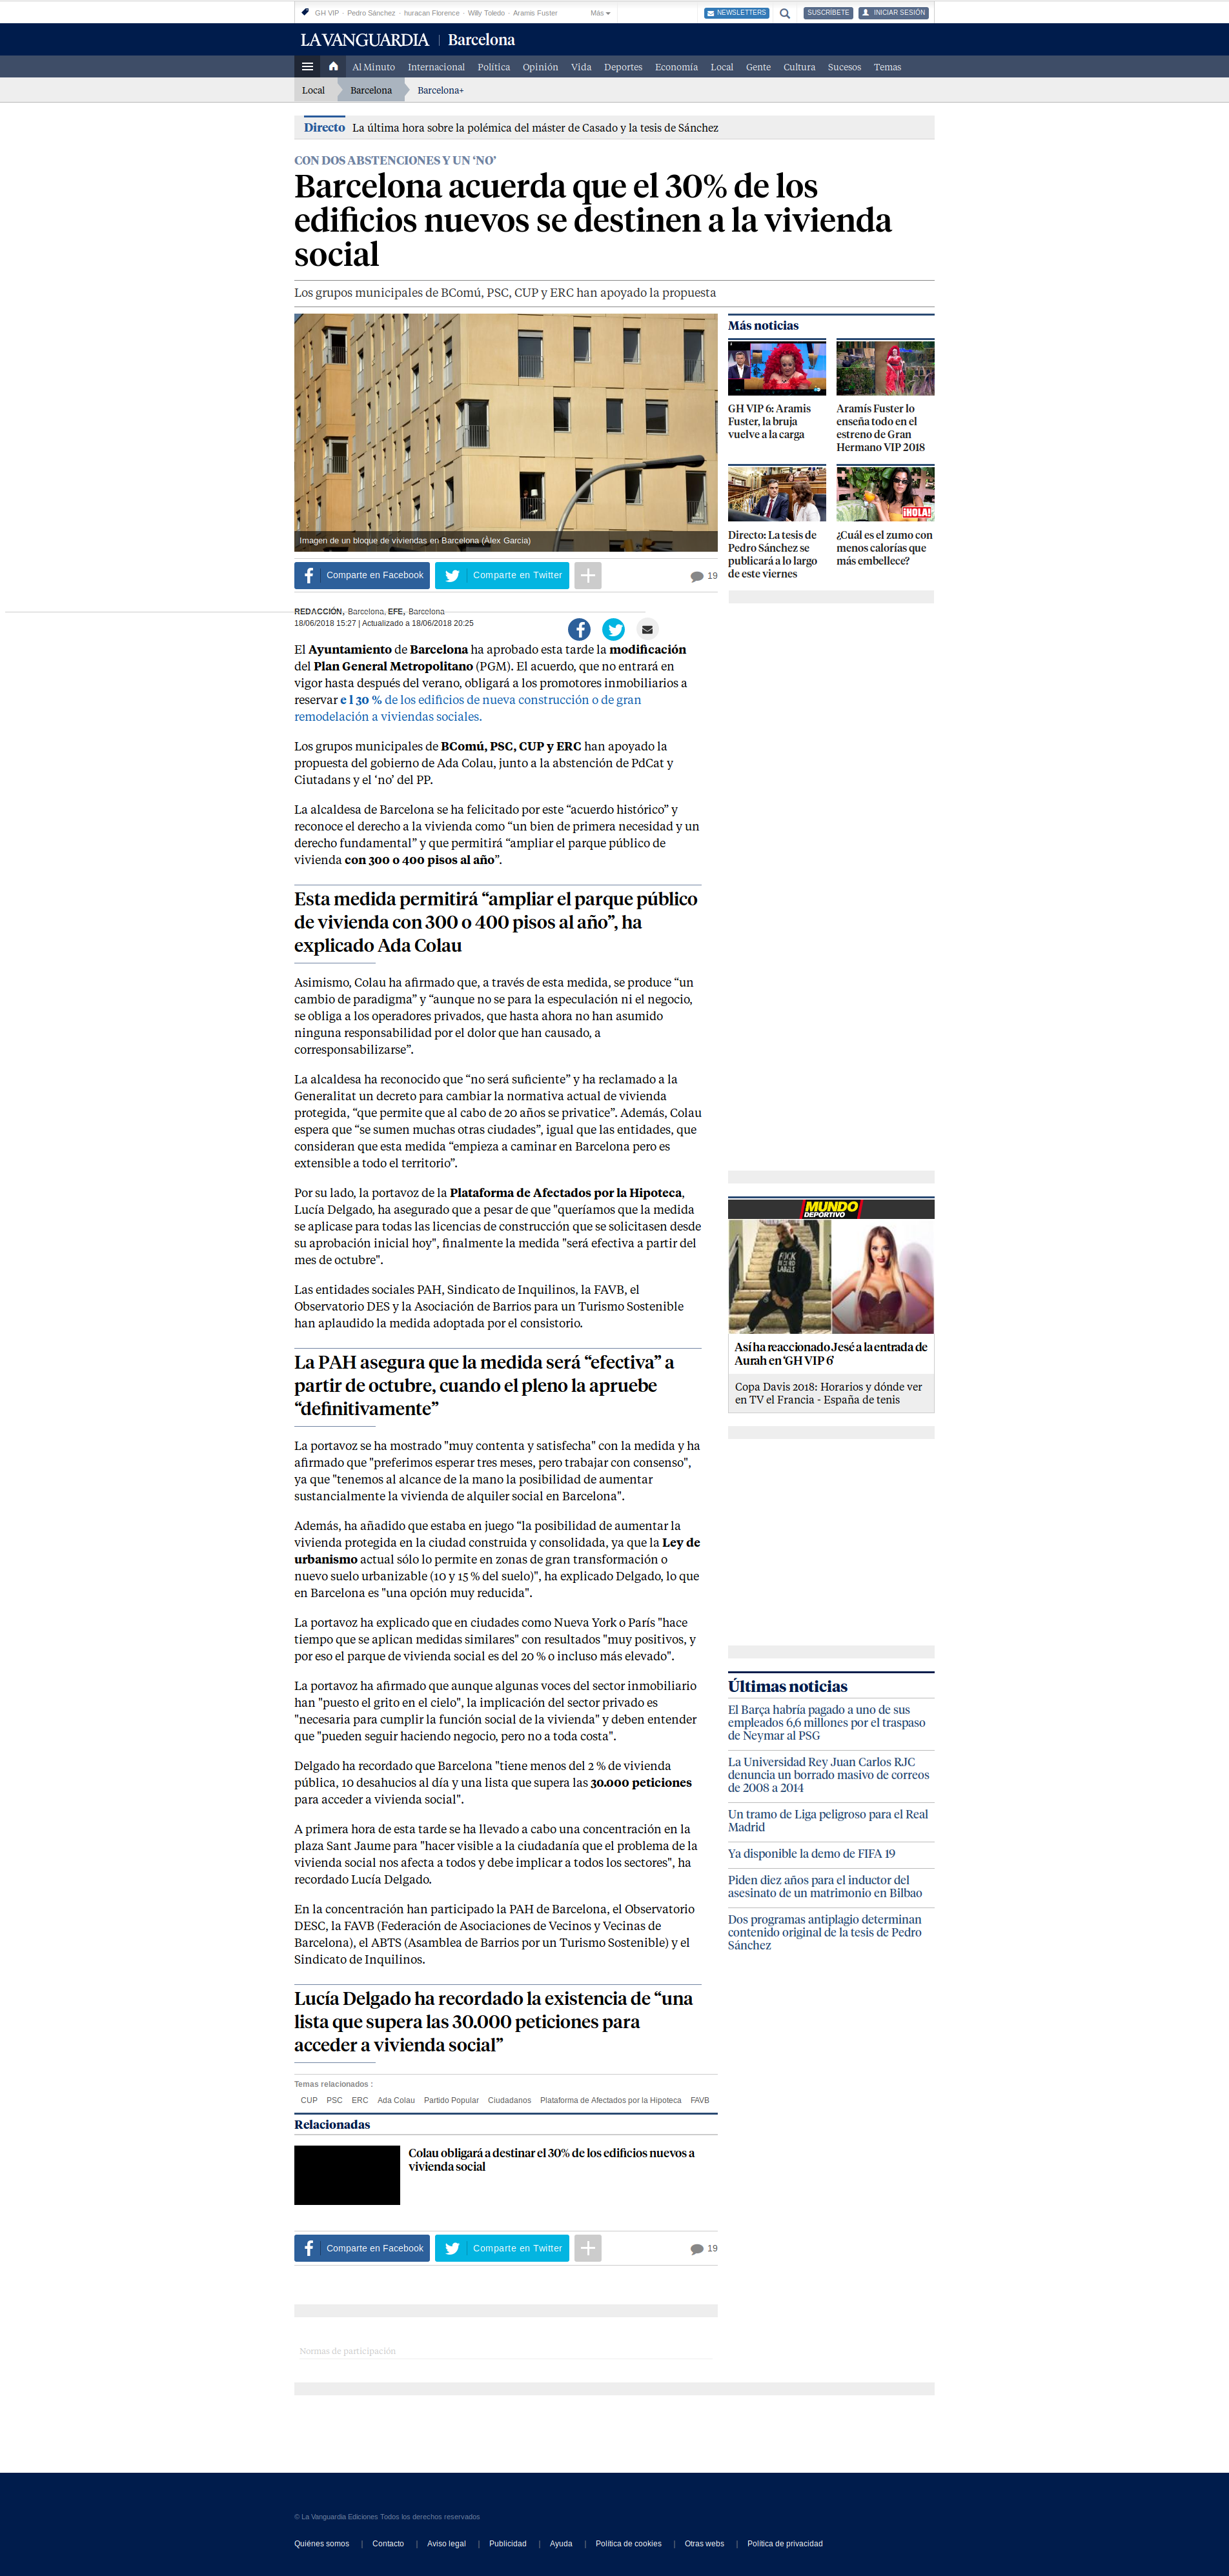 GH VIP - Pedro Sánchez - huracan Florence - Willy Toledo - Aramis Fuster Más NEWSLETTERS SUSCRÍBETE INICIAR SESIÓN
LA VANGUARDIA | Barcelona
Al Minuto Internacional Política Opinión Vida Deportes Economía Local Gente Cultura Sucesos Temas
Local Barcelona Barcelona+
Directo La última hora sobre la polémica del máster de Casado y la tesis de Sánchez
CON DOS ABSTENCIONES Y UN ‘NO’
Barcelona acuerda que el 30% de los
edificios nuevos se destinen a la vivienda
social
Los grupos municipales de BComú, PSC, CUP y ERC han apoyado la propuesta
Imagen de un bloque de viviendas en Barcelona (Àlex Garcia)
Comparte en Facebook Comparte en Twitter 19
REDACCIÓN, Barcelona, EFE, Barcelona
18/06/2018 15:27 | Actualizado a 18/06/2018 20:25
El Ayuntamiento de Barcelona ha aprobado esta tarde la modificación
del Plan General Metropolitano (PGM). El acuerdo, que no entrará en
vigor hasta después del verano, obligará a los promotores inmobiliarios a
reservar e l 30 % de los edificios de nueva construcción o de gran
remodelación a viviendas sociales.
Los grupos municipales de BComú, PSC, CUP y ERC han apoyado la
propuesta del gobierno de Ada Colau, junto a la abstención de PdCat y
Ciutadans y el ‘no’ del PP.
La alcaldesa de Barcelona se ha felicitado por este “acuerdo histórico” y
reconoce el derecho a la vivienda como “un bien de primera necesidad y un
derecho fundamental” y que permitirá “ampliar el parque público de
vivienda con 300 o 400 pisos al año”.
Esta medida permitirá “ampliar el parque público
de vivienda con 300 o 400 pisos al año”, ha
explicado Ada Colau
Asimismo, Colau ha afirmado que, a través de esta medida, se produce “un
cambio de paradigma” y “aunque no se para la especulación ni el negocio,
se obliga a los operadores privados, que hasta ahora no han asumido
ninguna responsabilidad por el dolor que han causado, a
corresponsabilizarse”.
La alcaldesa ha reconocido que “no será suficiente” y ha reclamado a la
Generalitat un decreto para cambiar la normativa actual de vivienda
protegida, “que permite que al cabo de 20 años se privatice”. Además, Colau
espera que “se sumen muchas otras ciudades”, igual que las entidades, que
consideran que esta medida “empieza a caminar en Barcelona pero es
extensible a todo el territorio”.
Por su lado, la portavoz de la Plataforma de Afectados por la Hipoteca,
Lucía Delgado, ha asegurado que a pesar de que "queríamos que la medida
se aplicase para todas las licencias de construcción que se solicitasen desde
su aprobación inicial hoy", finalmente la medida "será efectiva a partir del
mes de octubre".
Las entidades sociales PAH, Sindicato de Inquilinos, la FAVB, el
Observatorio DES y la Asociación de Barrios para un Turismo Sostenible
han aplaudido la medida adoptada por el consistorio.
La PAH asegura que la medida será “efectiva” a
partir de octubre, cuando el pleno la apruebe
“definitivamente”
La portavoz se ha mostrado "muy contenta y satisfecha" con la medida y ha
afirmado que "preferimos esperar tres meses, pero trabajar con consenso",
ya que "tenemos al alcance de la mano la posibilidad de aumentar
sustancialmente la vivienda de alquiler social en Barcelona".
Además, ha añadido que estaba en juego “la posibilidad de aumentar la
vivienda protegida en la ciudad construida y consolidada, ya que la Ley de
urbanismo actual sólo lo permite en zonas de gran transformación o
nuevo suelo urbanizable (10 y 15 % del suelo)", ha explicado Delgado, lo que
en Barcelona es "una opción muy reducida".
La portavoz ha explicado que en ciudades como Nueva York o París "hace
tiempo que se aplican medidas similares" con resultados "muy positivos, y
por eso el parque de vivienda social es del 20 % o incluso más elevado".
La portavoz ha afirmado que aunque algunas voces del sector inmobiliario
han "puesto el grito en el cielo", la implicación del sector privado es
"necesaria para cumplir la función social de la vivienda" y deben entender
que "pueden seguir haciendo negocio, pero no a toda costa".
Delgado ha recordado que Barcelona "tiene menos del 2 % de vivienda
pública, 10 desahucios al día y una lista que supera las 30.000 peticiones
para acceder a vivienda social".
A primera hora de esta tarde se ha llevado a cabo una concentración en la
plaza Sant Jaume para "hacer visible a la ciudadanía que el problema de la
vivienda social nos afecta a todos y debe implicar a todos los sectores", ha
recordado Lucía Delgado.
En la concentración han participado la PAH de Barcelona, el Observatorio
DESC, la FAVB (Federación de Asociaciones de Vecinos y Vecinas de
Barcelona), el ABTS (Asamblea de Barrios por un Turismo Sostenible) y el
Sindicato de Inquilinos.
Lucía Delgado ha recordado la existencia de “una
lista que supera las 30.000 peticiones para
acceder a vivienda social”
Temas relacionados :
CUP PSC ERC Ada Colau Partido Popular Ciudadanos Plataforma de Afectados por la Hipoteca FAVB
Relacionadas
Colau obligará a destinar el 30% de los edificios nuevos a
vivienda social
Comparte en Facebook Comparte en Twitter 19
Normas de participación
Más noticias
GH VIP 6: Aramis
Fuster, la bruja
vuelve a la carga
Aramís Fuster lo
enseña todo en el
estreno de Gran
Hermano VIP 2018
¡HOLA!
Directo: La tesis de
Pedro Sánchez se
publicará a lo largo
de este viernes
¿Cuál es el zumo con
menos calorías que
más embellece?
MUNDO
DEPORTIVO
Así ha reaccionado Jesé a la entrada de
Aurah en ‘GH VIP 6’
Copa Davis 2018: Horarios y dónde ver
en TV el Francia - España de tenis
Últimas noticias
El Barça habría pagado a uno de sus
empleados 6,6 millones por el traspaso
de Neymar al PSG
La Universidad Rey Juan Carlos RJC
denuncia un borrado masivo de correos
de 2008 a 2014
Un tramo de Liga peligroso para el Real
Madrid
Ya disponible la demo de FIFA 19
Piden diez años para el inductor del
asesinato de un matrimonio en Bilbao
Dos programas antiplagio determinan
contenido original de la tesis de Pedro
Sánchez
© La Vanguardia Ediciones Todos los derechos reservados
Quiénes somos | Contacto | Aviso legal | Publicidad | Ayuda | Política de cookies | Otras webs | Política de privacidad